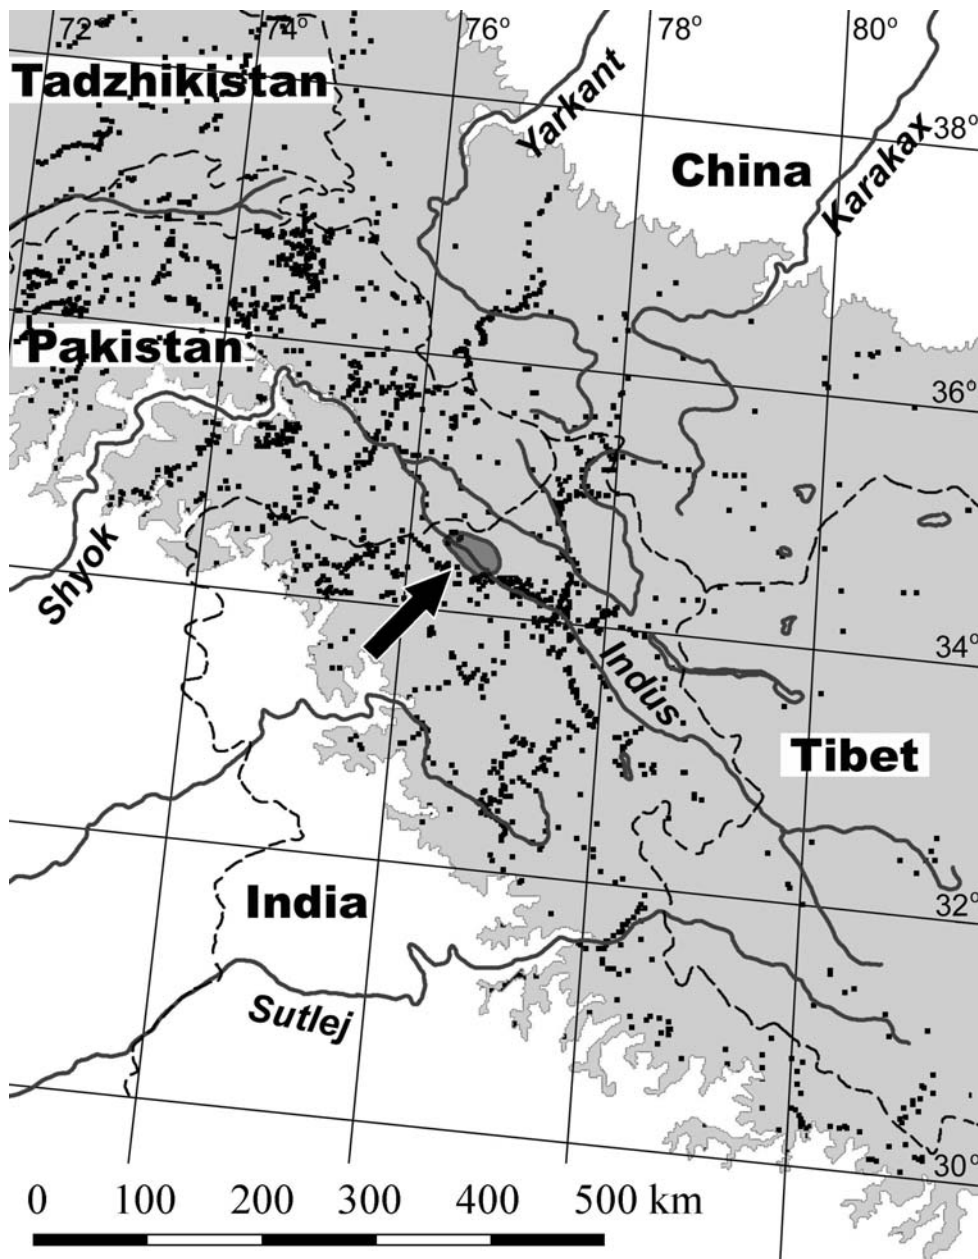 72°
74°
76°
78°
80°
Tadzhikistan
Yarkant
38°
China
Karakax
Pakistan
36°
Shyok
34°
Indus
Tibet
India
32°
Sutlej
30°
0 100 200 300 400 500 km